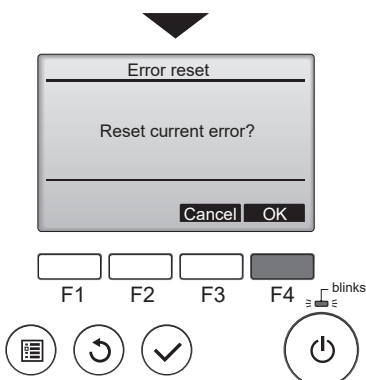 Error reset
Reset current error?
Cancel OK
F1 F2 F3 F4
blinks